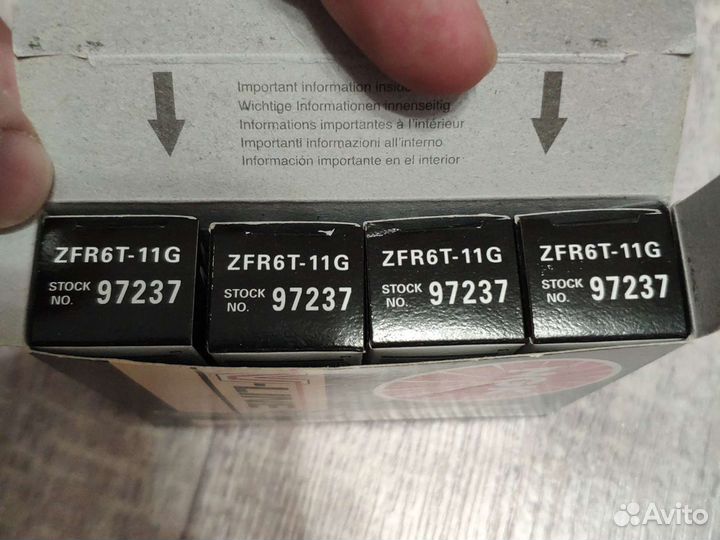 Important information inside
Wichtige Informationen innenseitig
Informations importantes à l'intérieur
Importanti informazioni all'interno
Información importante en el interior
ZFR6T-11G
STOCK NO. 97237
ZFR6T-11G
STOCK NO. 97237
ZFR6T-11G
STOCK NO. 97237
ZFR6T-11G
STOCK NO. 97237
Avito